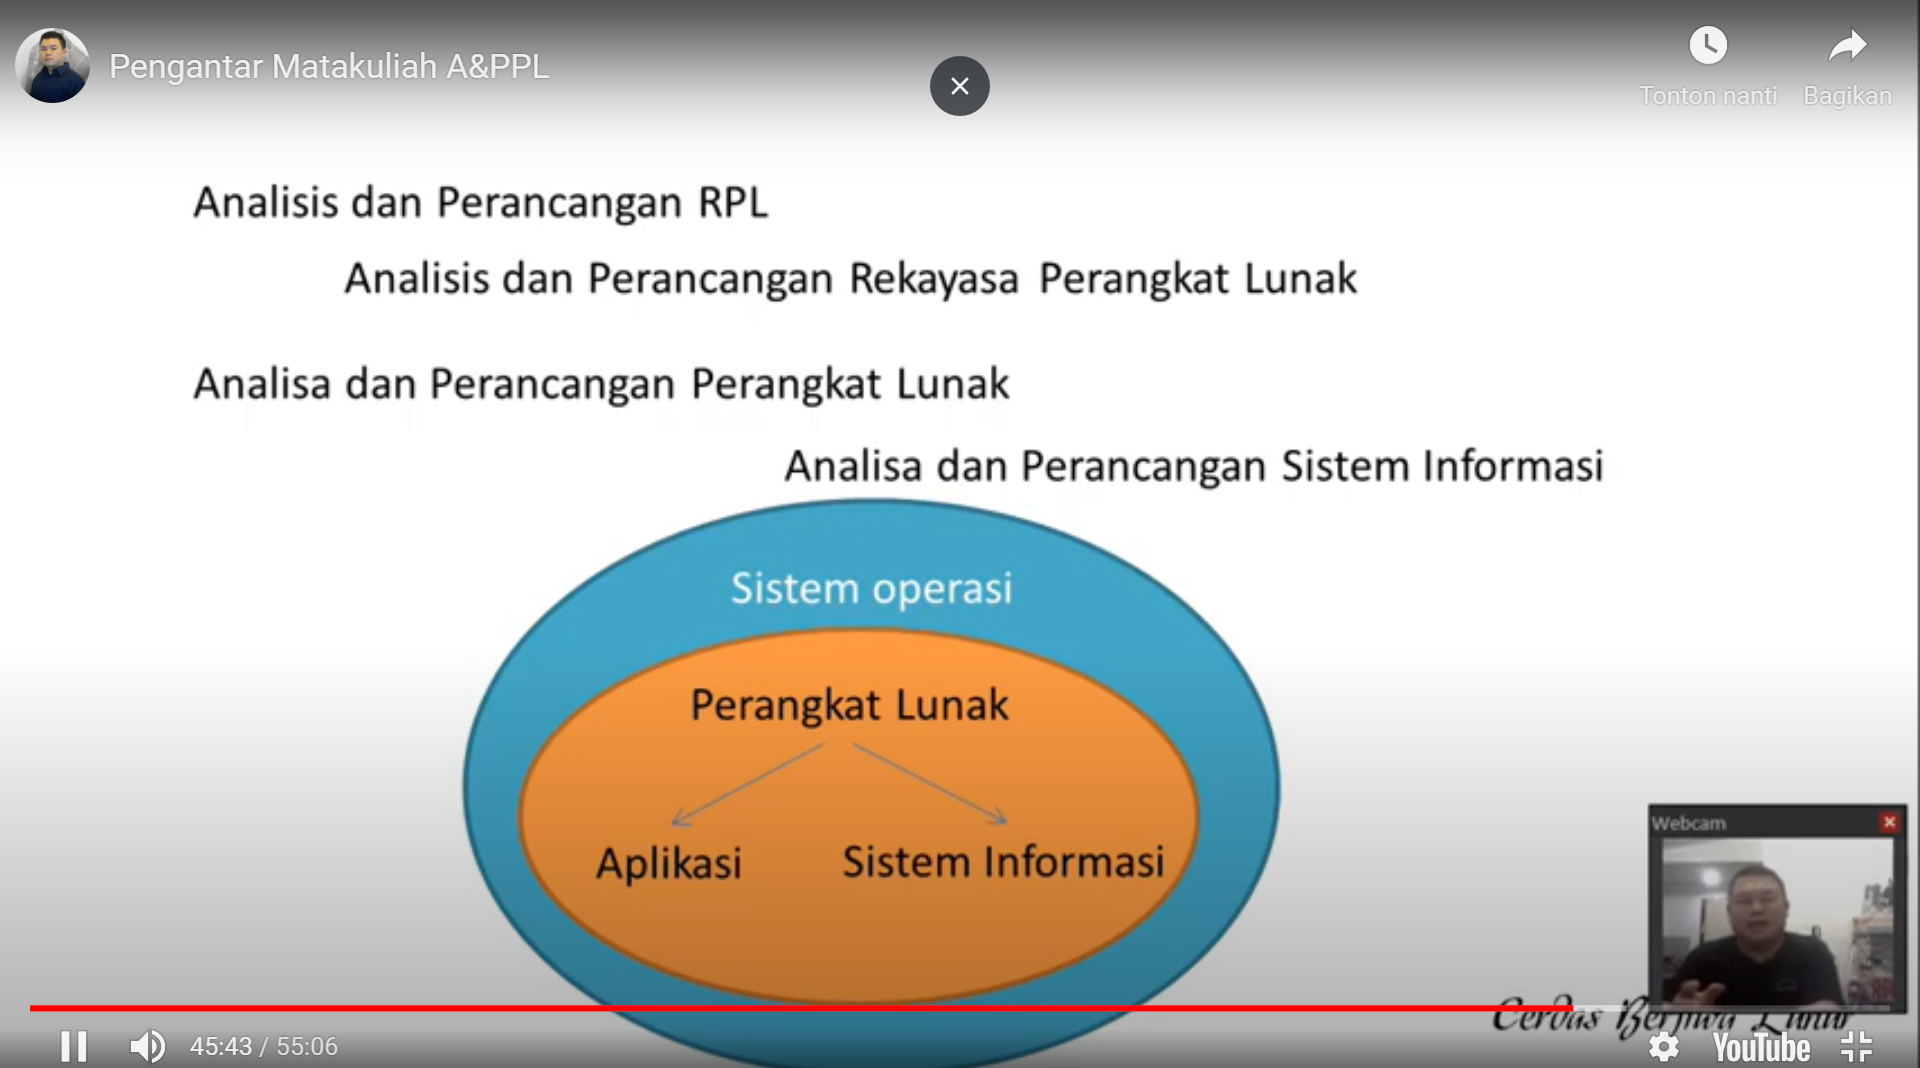 Pengantar Matakuliah A&PPL
Tonton nanti
Bagikan
Analisis dan Perancangan RPL
Analisis dan Perancangan Rekayasa Perangkat Lunak
Analisa dan Perancangan Perangkat Lunak
Analisa dan Perancangan Sistem Informasi
Sistem operasi
Perangkat Lunak
Aplikasi
Sistem Informasi
Webcam
Cerdas
45:43 / 55:06
YouTube